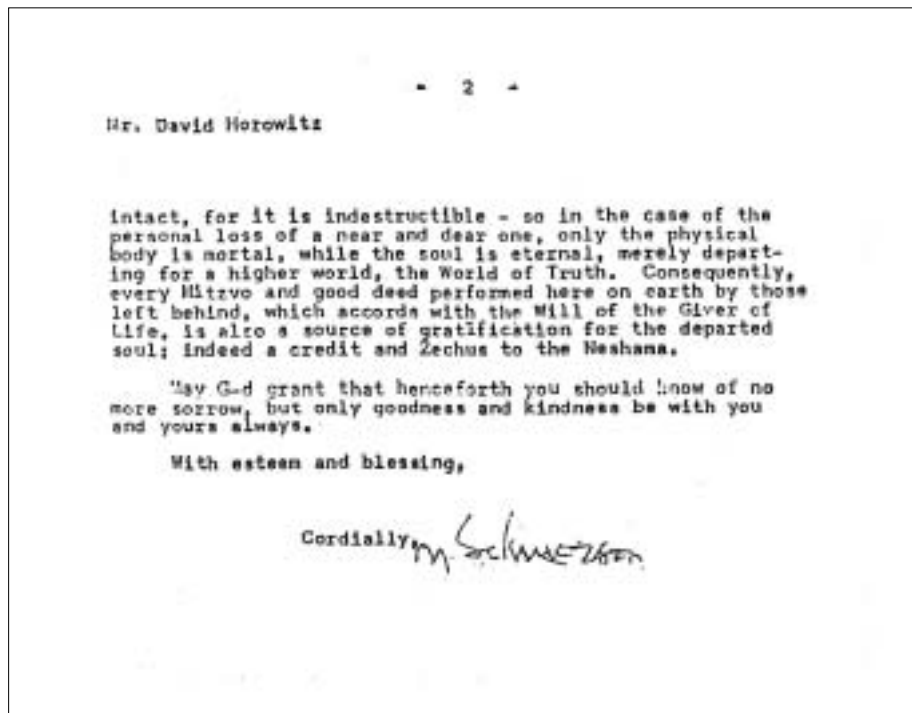 - 2 -
Mr. David Horowitz
intact, for it is indestructible - so in the case of the
personal loss of a near and dear one, only the physical
body is mortal, while the soul is eternal, merely depart-
ing for a higher world, the World of Truth. Consequently,
every Mitzvo and good deed performed here on earth by those
left behind, which accords with the Will of the Giver of
Life, is also a source of gratification for the departed
soul; indeed a credit and Zechus to the Neshama.
May G-d grant that henceforth you should know of no
more sorrow, but only goodness and kindness be with you
and yours always.
With esteem and blessing,
Cordially, M. Schneerson